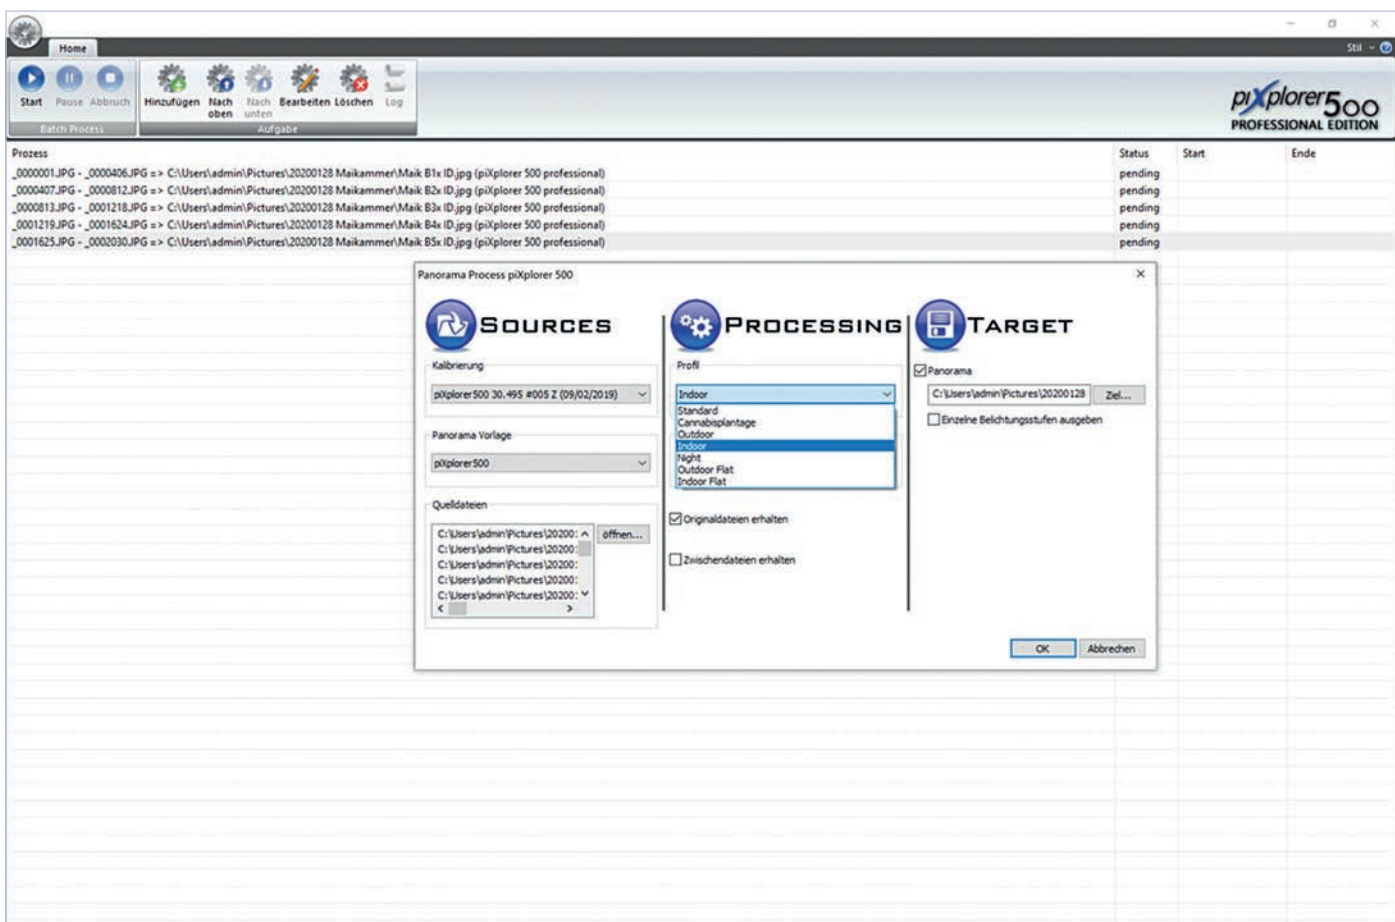 Home
Stil
Start Pause Abbruch
Hinzufügen Nach oben Nach unten Bearbeiten Löschen Log
Batch Process Aufgabe
piXplorer500
PROFESSIONAL EDITION
Prozess Status Start Ende
_0000001.JPG - _0000406.JPG => C:\Users\admin\Pictures\20200128 Maikammer\Maik B1x ID.jpg (piXplorer 500 professional) pending
_0000407.JPG - _0000812.JPG => C:\Users\admin\Pictures\20200128 Maikammer\Maik B2x ID.jpg (piXplorer 500 professional) pending
_0000813.JPG - _0001218.JPG => C:\Users\admin\Pictures\20200128 Maikammer\Maik B3x ID.jpg (piXplorer 500 professional) pending
_0001219.JPG - _0001624.JPG => C:\Users\admin\Pictures\20200128 Maikammer\Maik B4x ID.jpg (piXplorer 500 professional) pending
_0001625.JPG - _0002030.JPG => C:\Users\admin\Pictures\20200128 Maikammer\Maik B5x ID.jpg (piXplorer 500 professional) pending
Panorama Process piXplorer 500
SOURCES
Kalibrierung
piXplorer500 30.495 #005 Z (09/02/2019)
Panorama Vorlage
piXplorer500
Quelldateien
C:\Users\admin\Pictures\20200: öffnen...
C:\Users\admin\Pictures\20200:
C:\Users\admin\Pictures\20200:
C:\Users\admin\Pictures\20200:
C:\Users\admin\Pictures\20200:
PROCESSING
Profil
Indoor
Standard
Cannabisplantage
Outdoor
Indoor
Night
Outdoor Flat
Indoor Flat
Originaldateien erhalten
Zwischendateien erhalten
TARGET
Panorama
C:\Users\admin\Pictures\20200128 Ziel...
Einzelne Belichtungsstufen ausgeben
OK Abbrechen